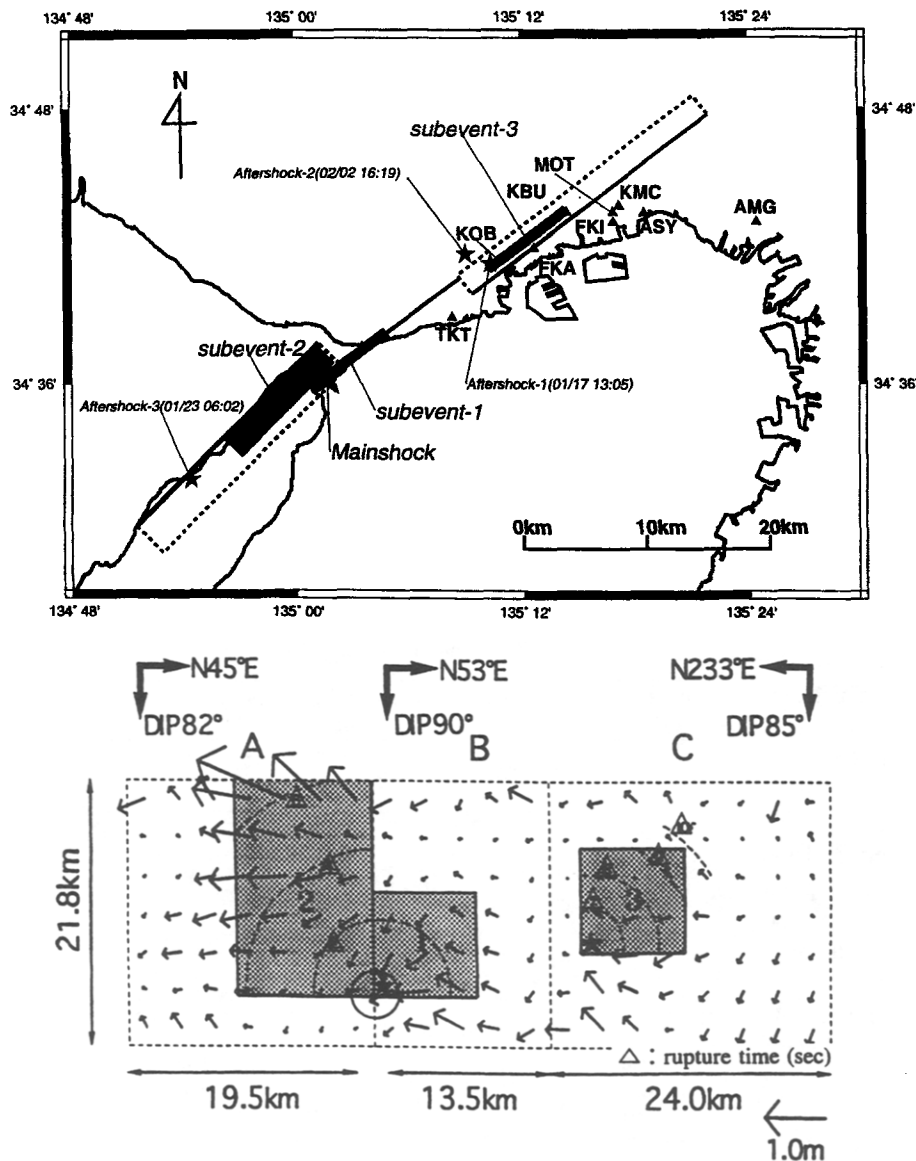 134° 48'
135° 00'
135° 12'
135° 24'
N
34° 48'
34° 48'
subevent-3
Aftershock-2(02/02 16:19)
MOT
KBU
KMC
AMG
KOB
FKI
ASY
FKA
TKT
subevent-2
34° 36'
34° 36'
Aftershock-1(01/17 13:05)
Aftershock-3(01/23 06:02)
subevent-1
Mainshock
0km
10km
20km
134° 48'
135° 00'
135° 12'
135° 24'
N45°E
N53°E
N233°E
DIP82°
DIP90°
DIP85°
A
B
C
21.8km
2
1
3
△ : rupture time (sec)
19.5km
13.5km
24.0km
1.0m